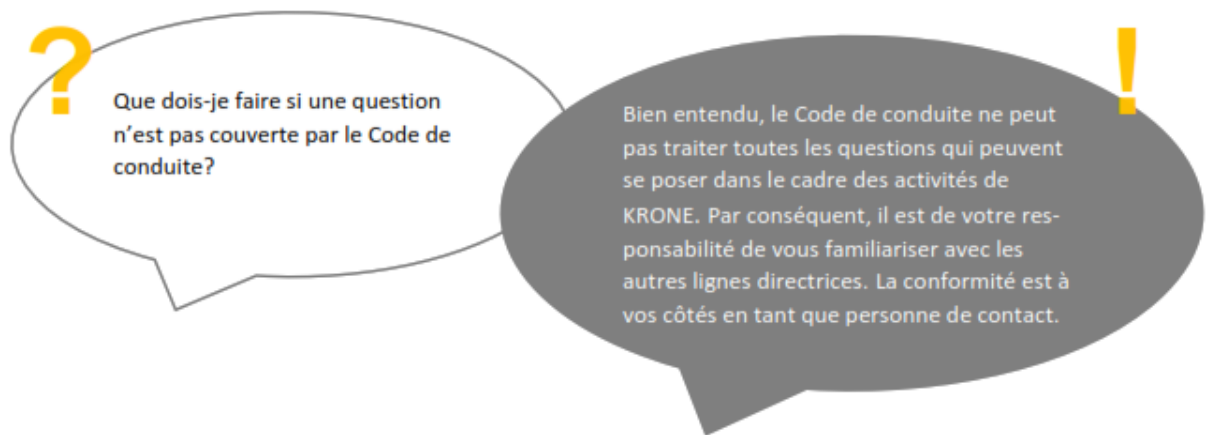 ?
Que dois-je faire si une question
n’est pas couverte par le Code de
conduite?
!
Bien entendu, le Code de conduite ne peut
pas traiter toutes les questions qui peuvent
se poser dans le cadre des activités de
KRONE. Par conséquent, il est de votre res-
ponsabilité de vous familiariser avec les
autres lignes directrices. La conformité est à
vos côtés en tant que personne de contact.